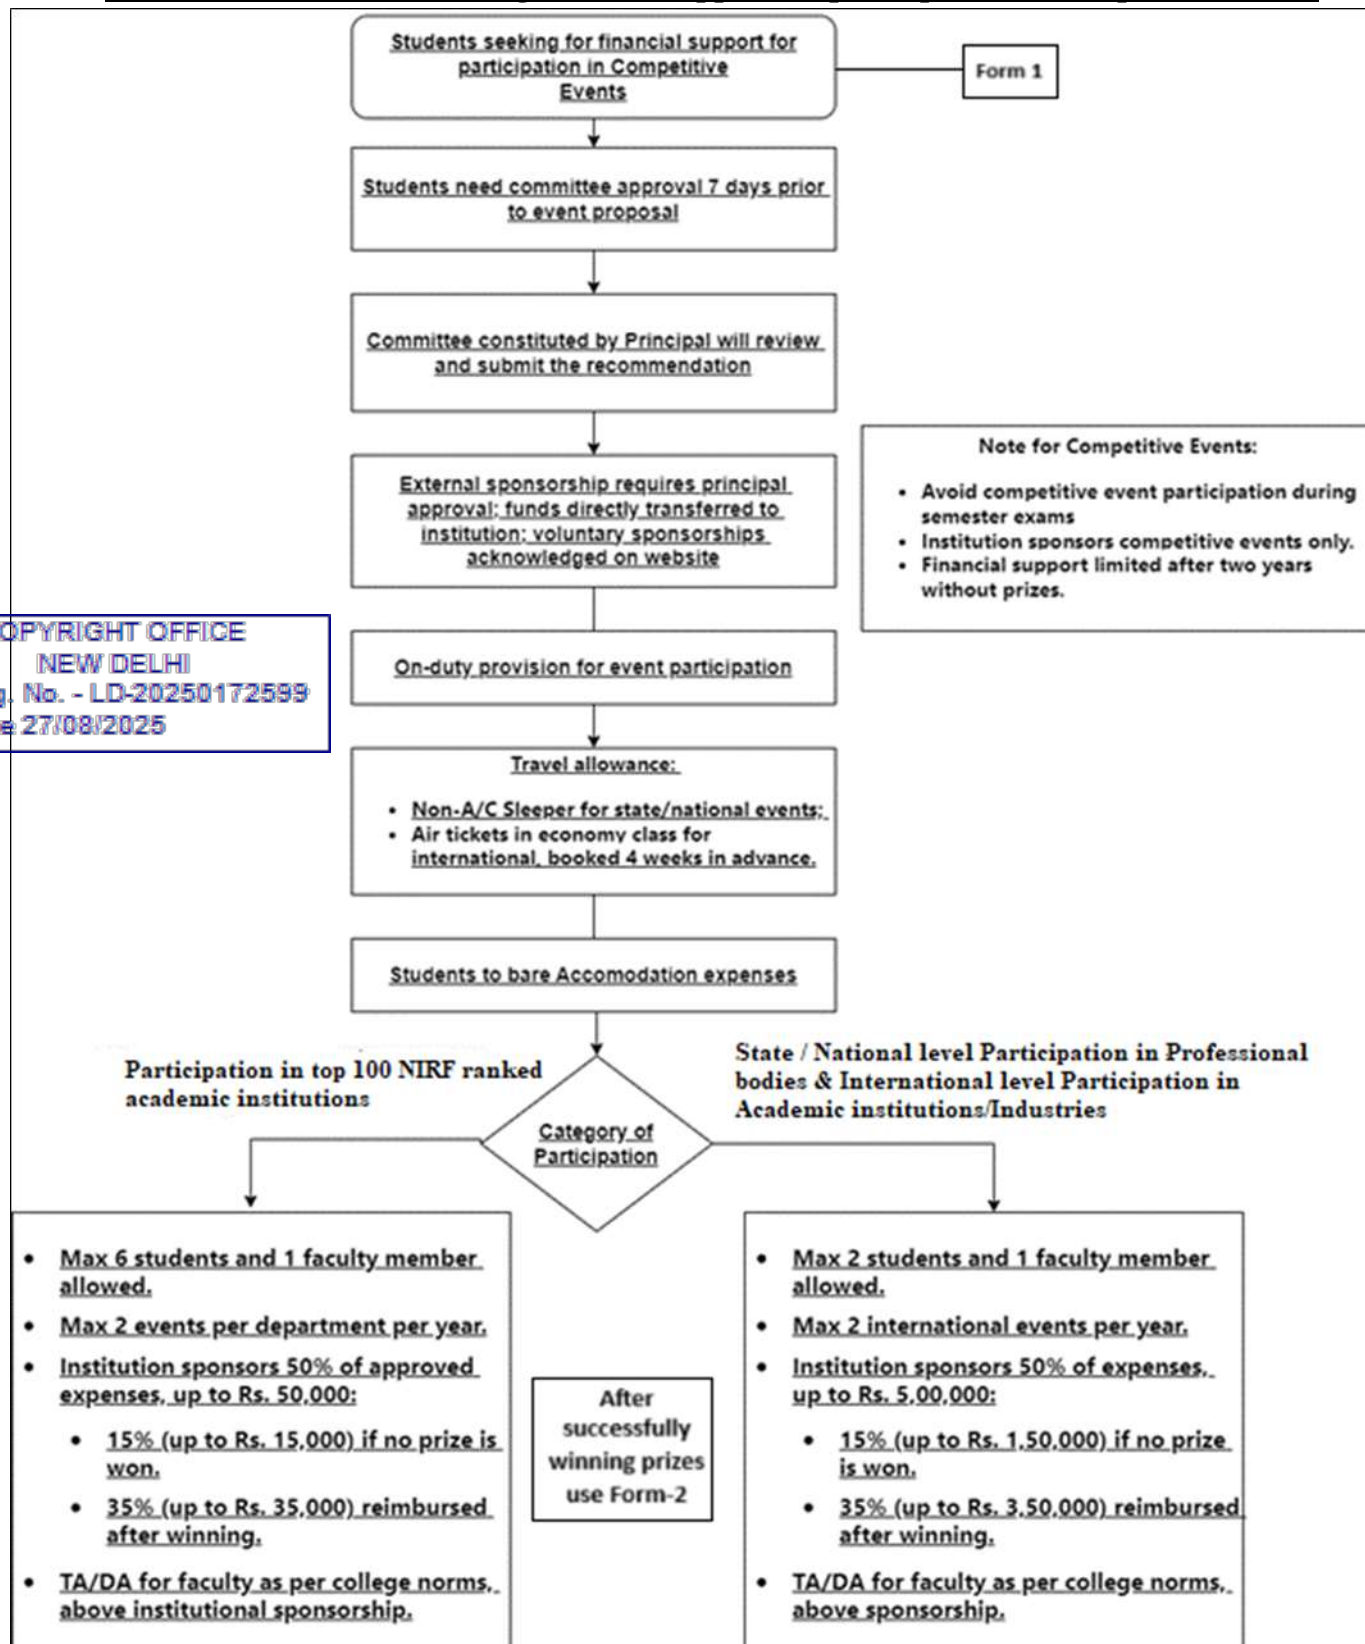 Students seeking for financial support for
participation in Competitive
Events
Form 1
Students need committee approval 7 days prior
to event proposal
Committee constituted by Principal will review
and submit the recommendation
External sponsorship requires principal
approval; funds directly transferred to
institution; voluntary sponsorships
acknowledged on website
Note for Competitive Events:
• Avoid competitive event participation during
semester exams
• Institution sponsors competitive events only.
• Financial support limited after two years
without prizes.
OPYRIGHT OFFICE
NEW DELHI
. No. - LD-20250172599
e 27/08/2025
On-duty provision for event participation
Travel allowance:
• Non-A/C Sleeper for state/national events;
• Air tickets in economy class for
international, booked 4 weeks in advance.
Students to bare Accomodation expenses
Participation in top 100 NIRF ranked
academic institutions
State / National level Participation in Professional
bodies & International level Participation in
Academic institutions/Industries
Category of
Participation
• Max 6 students and 1 faculty member
allowed.
• Max 2 events per department per year.
• Institution sponsors 50% of approved
expenses, up to Rs. 50,000:
• 15% (up to Rs. 15,000) if no prize is
won.
• 35% (up to Rs. 35,000) reimbursed
after winning.
• TA/DA for faculty as per college norms,
above institutional sponsorship.
After
successfully
winning prizes
use Form-2
• Max 2 students and 1 faculty member
allowed.
• Max 2 international events per year.
• Institution sponsors 50% of expenses,
up to Rs. 5,00,000:
• 15% (up to Rs. 1,50,000) if no prize
is won.
• 35% (up to Rs. 3,50,000) reimbursed
after winning.
• TA/DA for faculty as per college norms,
above sponsorship.